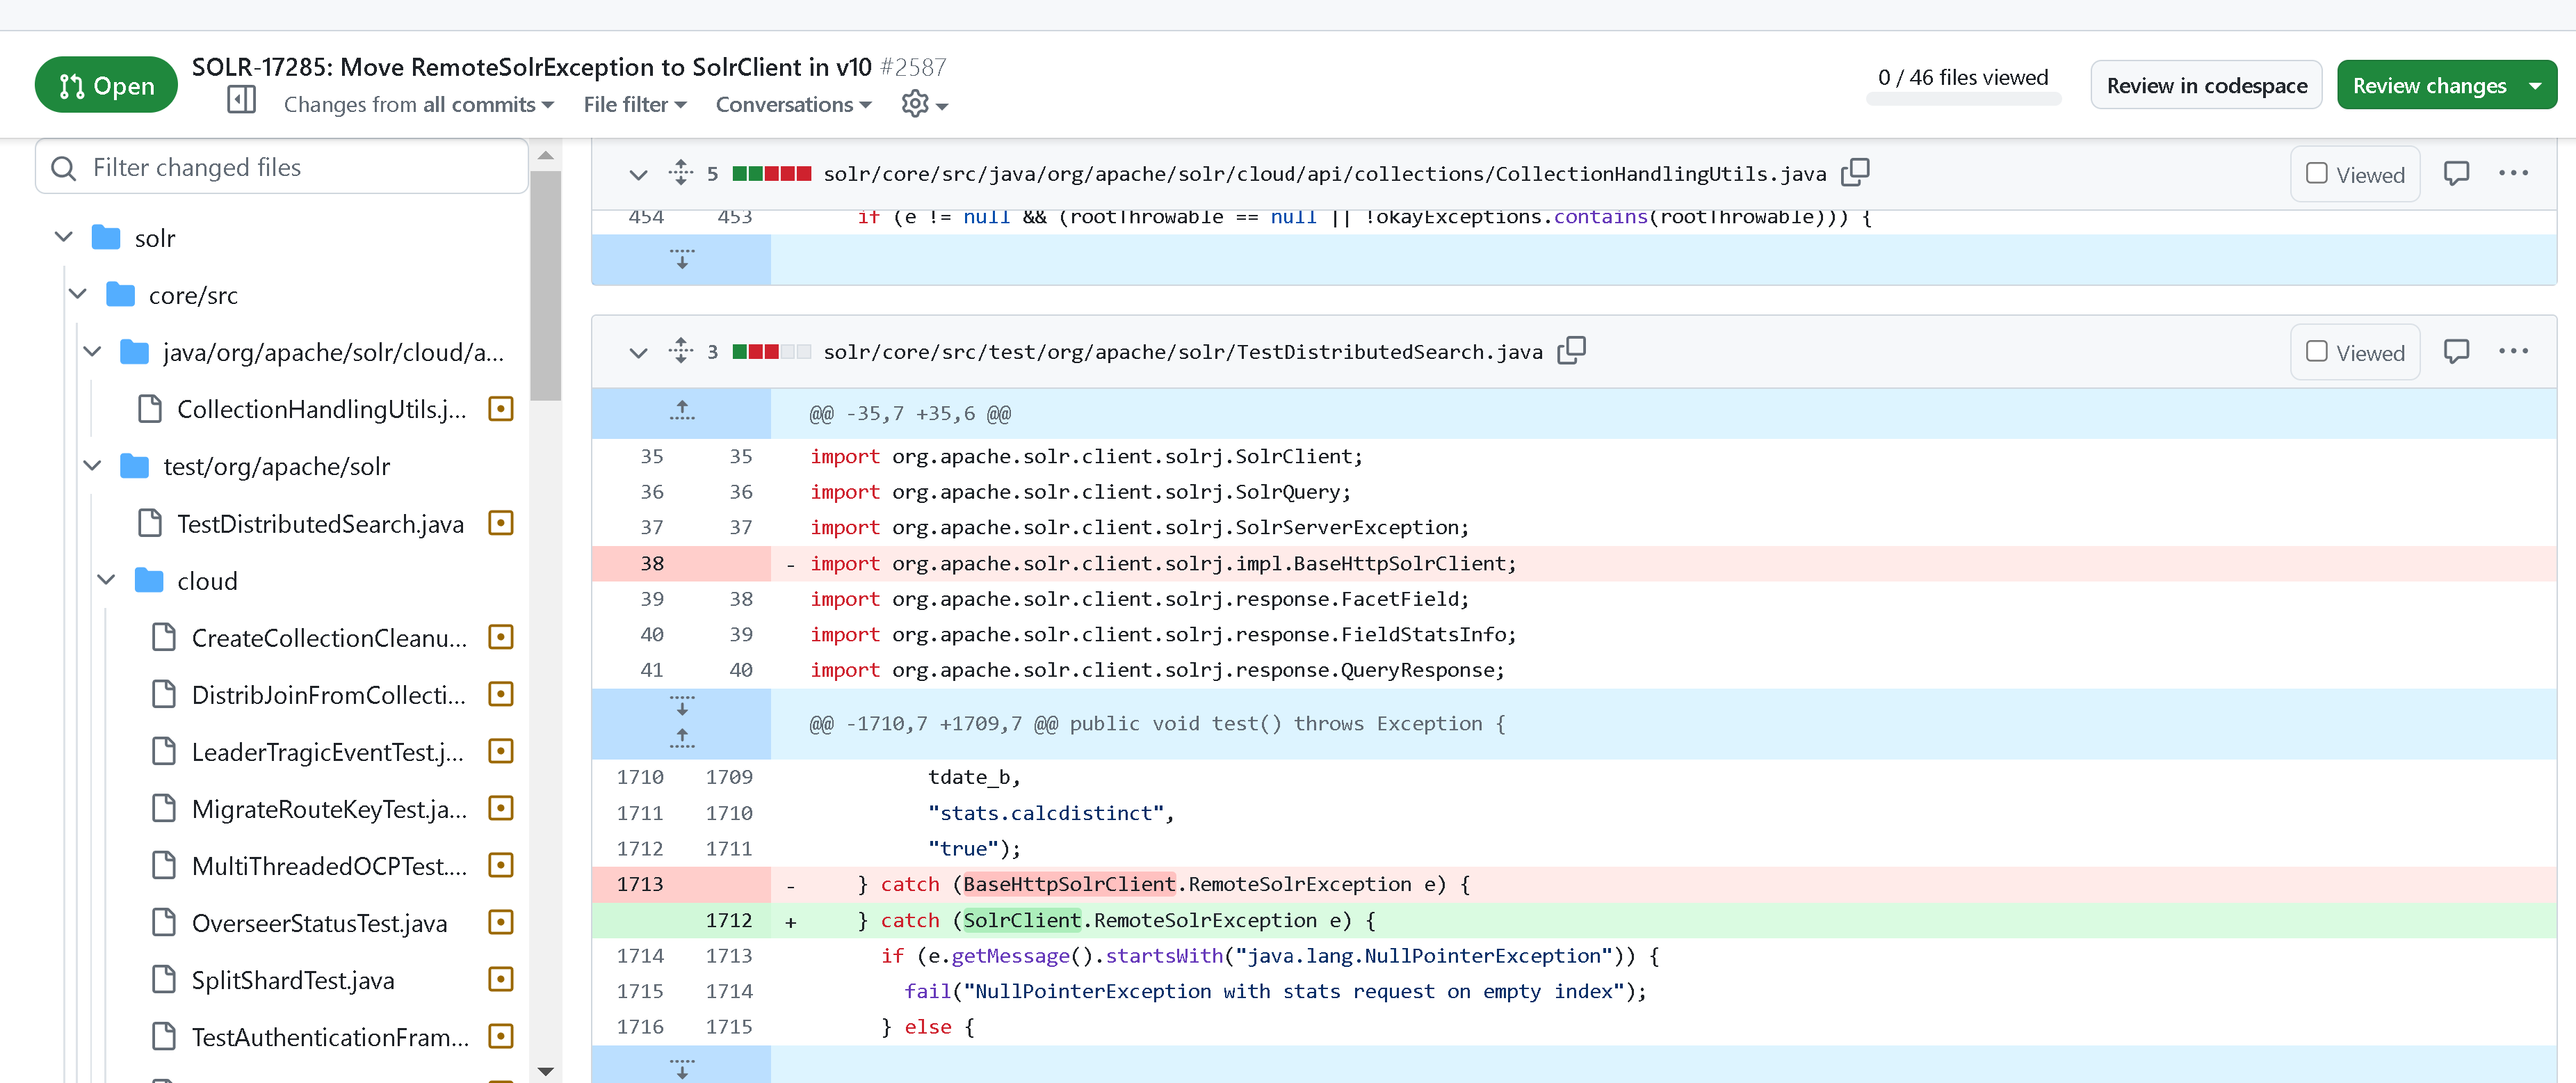 Open
SOLR-17285: Move RemoteSolrException to SolrClient in v10 #2587
Changes from all commits
File filter
Conversations
0 / 46 files viewed
Review in codespace
Review changes
Filter changed files
solr
core/src
java/org/apache/solr/cloud/a...
CollectionHandlingUtils.j...
test/org/apache/solr
TestDistributedSearch.java
cloud
CreateCollectionCleanu...
DistribJoinFromCollecti...
LeaderTragicEventTest.j...
MigrateRouteKeyTest.ja...
MultiThreadedOCPTest....
OverseerStatusTest.java
SplitShardTest.java
TestAuthenticationFram...
5 solr/core/src/java/org/apache/solr/cloud/api/collections/CollectionHandlingUtils.java Viewed
454 453 if (e != null && (rootThrowable == null || !okayExceptions.contains(rootThrowable))) {
3 solr/core/src/test/org/apache/solr/TestDistributedSearch.java Viewed
@@ -35,7 +35,6 @@
35 35 import org.apache.solr.client.solrj.SolrClient;
36 36 import org.apache.solr.client.solrj.SolrQuery;
37 37 import org.apache.solr.client.solrj.SolrServerException;
38 - import org.apache.solr.client.solrj.impl.BaseHttpSolrClient;
39 38 import org.apache.solr.client.solrj.response.FacetField;
40 39 import org.apache.solr.client.solrj.response.FieldStatsInfo;
41 40 import org.apache.solr.client.solrj.response.QueryResponse;
@@ -1710,7 +1709,7 @@ public void test() throws Exception {
1710 1709 tdate_b,
1711 1710 "stats.calcdistinct",
1712 1711 "true");
1713 - } catch (BaseHttpSolrClient.RemoteSolrException e) {
1712 + } catch (SolrClient.RemoteSolrException e) {
1714 1713 if (e.getMessage().startsWith("java.lang.NullPointerException")) {
1715 1714 fail("NullPointerException with stats request on empty index");
1716 1715 } else {